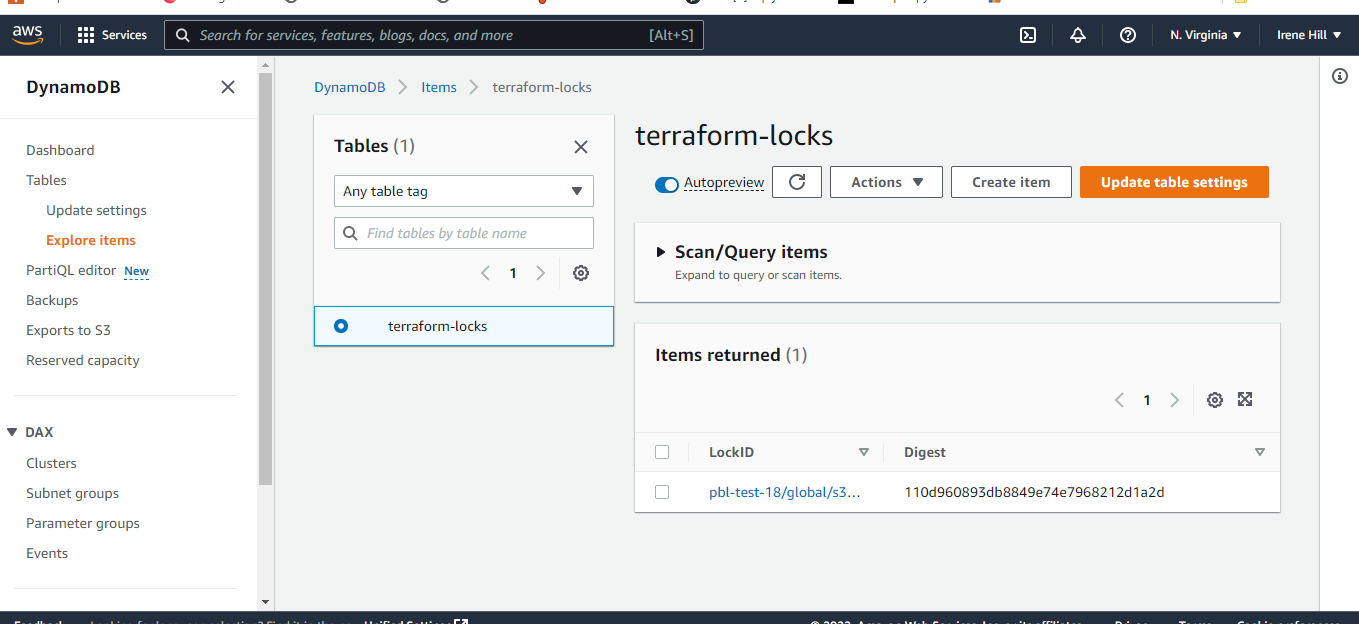 aws
Services
Search for services, features, blogs, docs, and more [Alt+S]
N. Virginia
Irene Hill
DynamoDB
Dashboard
Tables
Update settings
Explore items
PartiQL editor New
Backups
Exports to S3
Reserved capacity
DAX
Clusters
Subnet groups
Parameter groups
Events
DynamoDB
Items
terraform-locks
Tables (1)
Any table tag
Find tables by table name
1
terraform-locks
terraform-locks
Autopreview
Actions
Create item
Update table settings
Scan/Query items
Expand to query or scan items.
Items returned (1)
1
LockID
Digest
pbl-test-18/global/s3...
110d960893db8849e74e7968212d1a2d